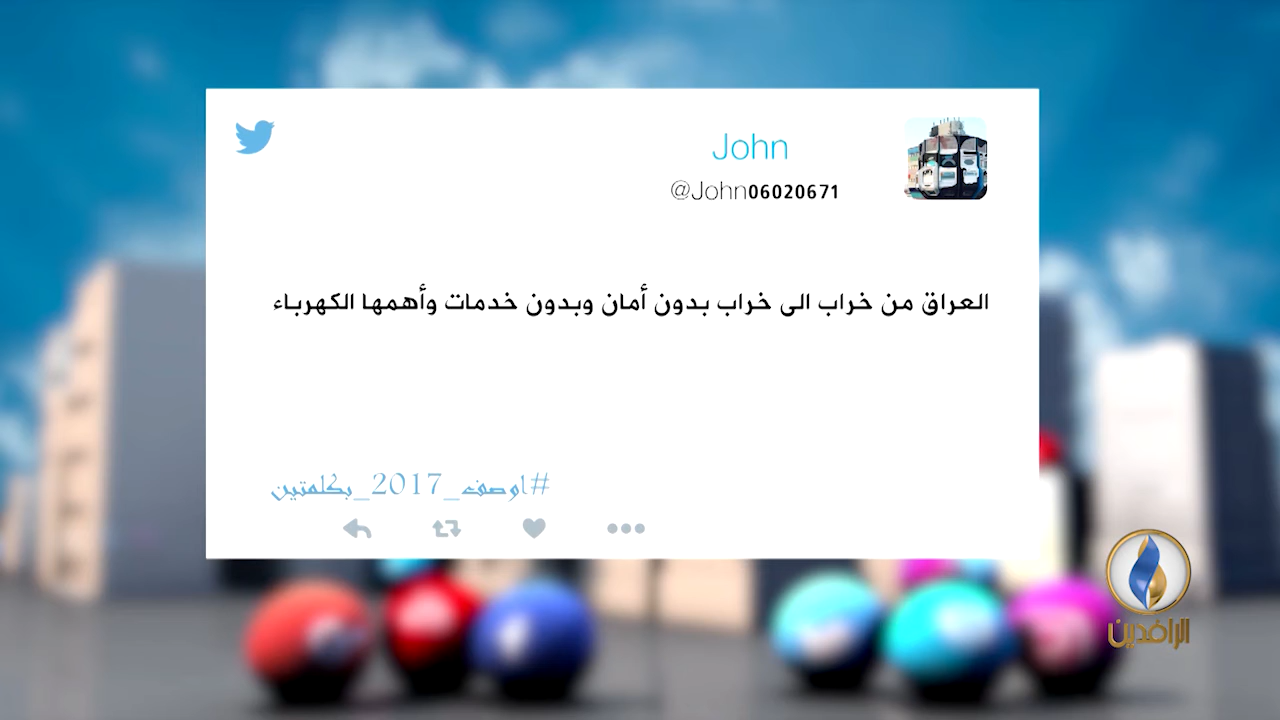 John
@John06020671
العراق من خراب الى خراب بدون أمان وبدون خدمات وأهمها الكهرباء
#اوصف_2017_بكلمتين
الرافدين